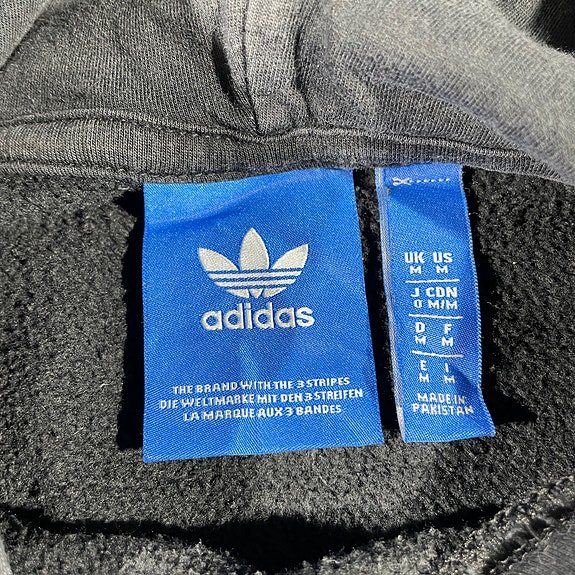 adidas
THE BRAND WITH THE 3 STRIPES
DIE WELTMARKE MIT DEN 3 STREIFEN
LA MARQUE AUX 3 BANDES
UK US
M M
J CDN
O M/M
D F
M M
E I
M M
MADE IN
PAKISTAN